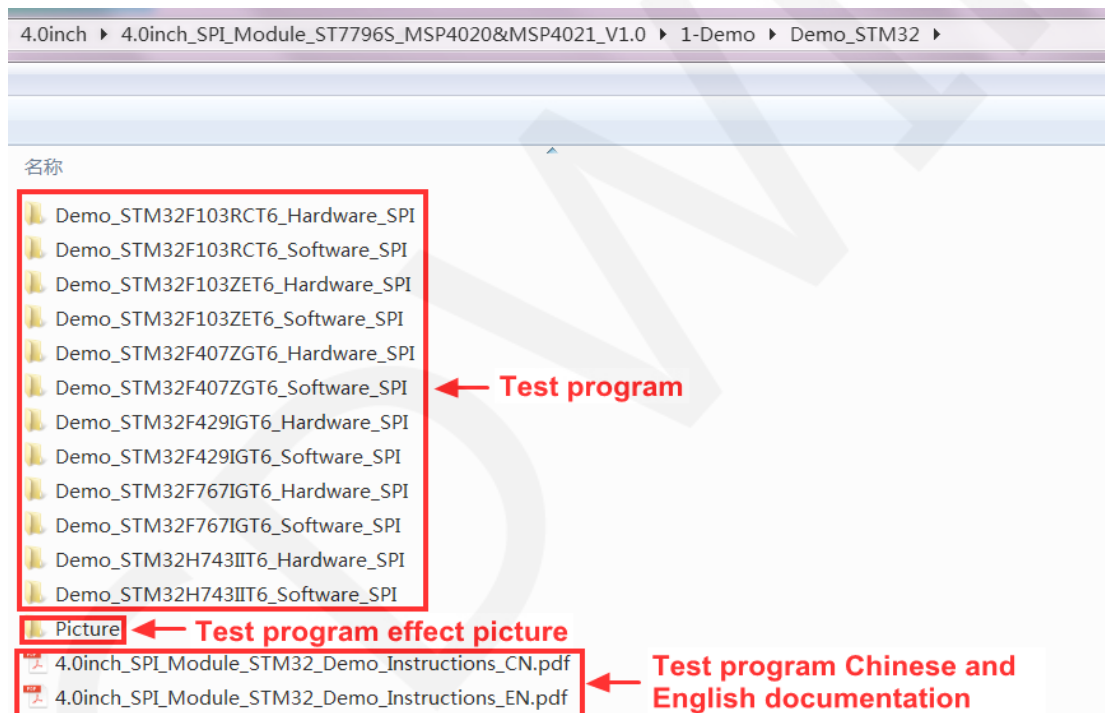 4.0inch ▸ 4.0inch_SPI_Module_ST7796S_MSP4020&MSP4021_V1.0 ▸ 1-Demo ▸ Demo_STM32 ▸
名称
Demo_STM32F103RCT6_Hardware_SPI
Demo_STM32F103RCT6_Software_SPI
Demo_STM32F103ZET6_Hardware_SPI
Demo_STM32F103ZET6_Software_SPI
Demo_STM32F407ZGT6_Hardware_SPI
Demo_STM32F407ZGT6_Software_SPI
Test program
Demo_STM32F429IGT6_Hardware_SPI
Demo_STM32F429IGT6_Software_SPI
Demo_STM32F767IGT6_Hardware_SPI
Demo_STM32F767IGT6_Software_SPI
Demo_STM32H743IIT6_Hardware_SPI
Demo_STM32H743IIT6_Software_SPI
Picture
Test program effect picture
4.0inch_SPI_Module_STM32_Demo_Instructions_CN.pdf
4.0inch_SPI_Module_STM32_Demo_Instructions_EN.pdf
Test program Chinese and
English documentation